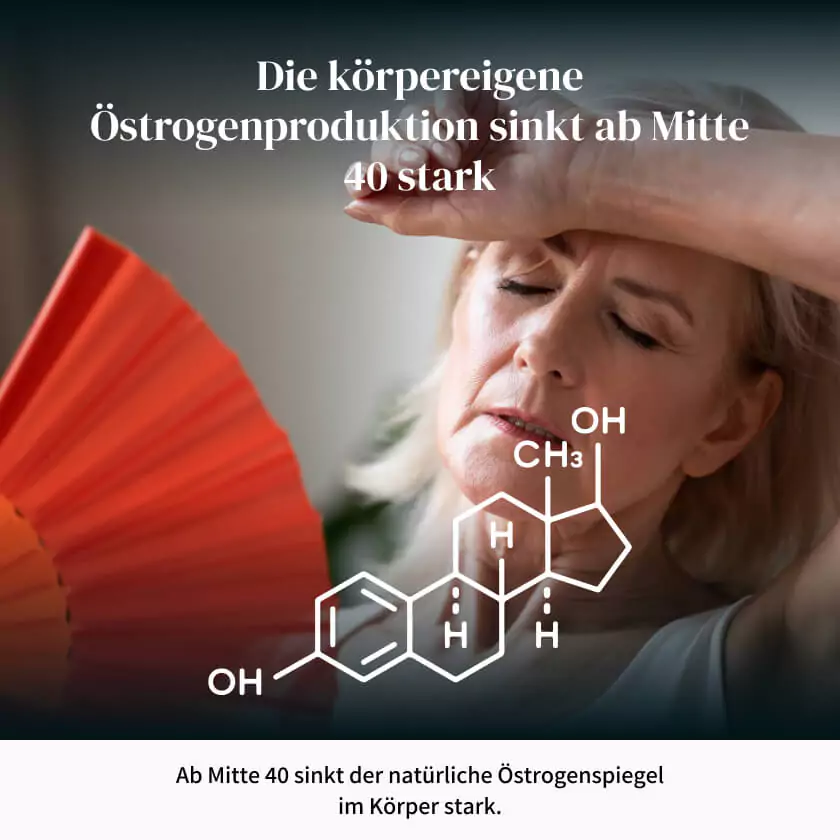 Die körpereigene
Östrogenproduktion sinkt ab Mitte
40 stark
OH
CH₃
H
H
H
OH
Ab Mitte 40 sinkt der natürliche Östrogenspiegel
im Körper stark.